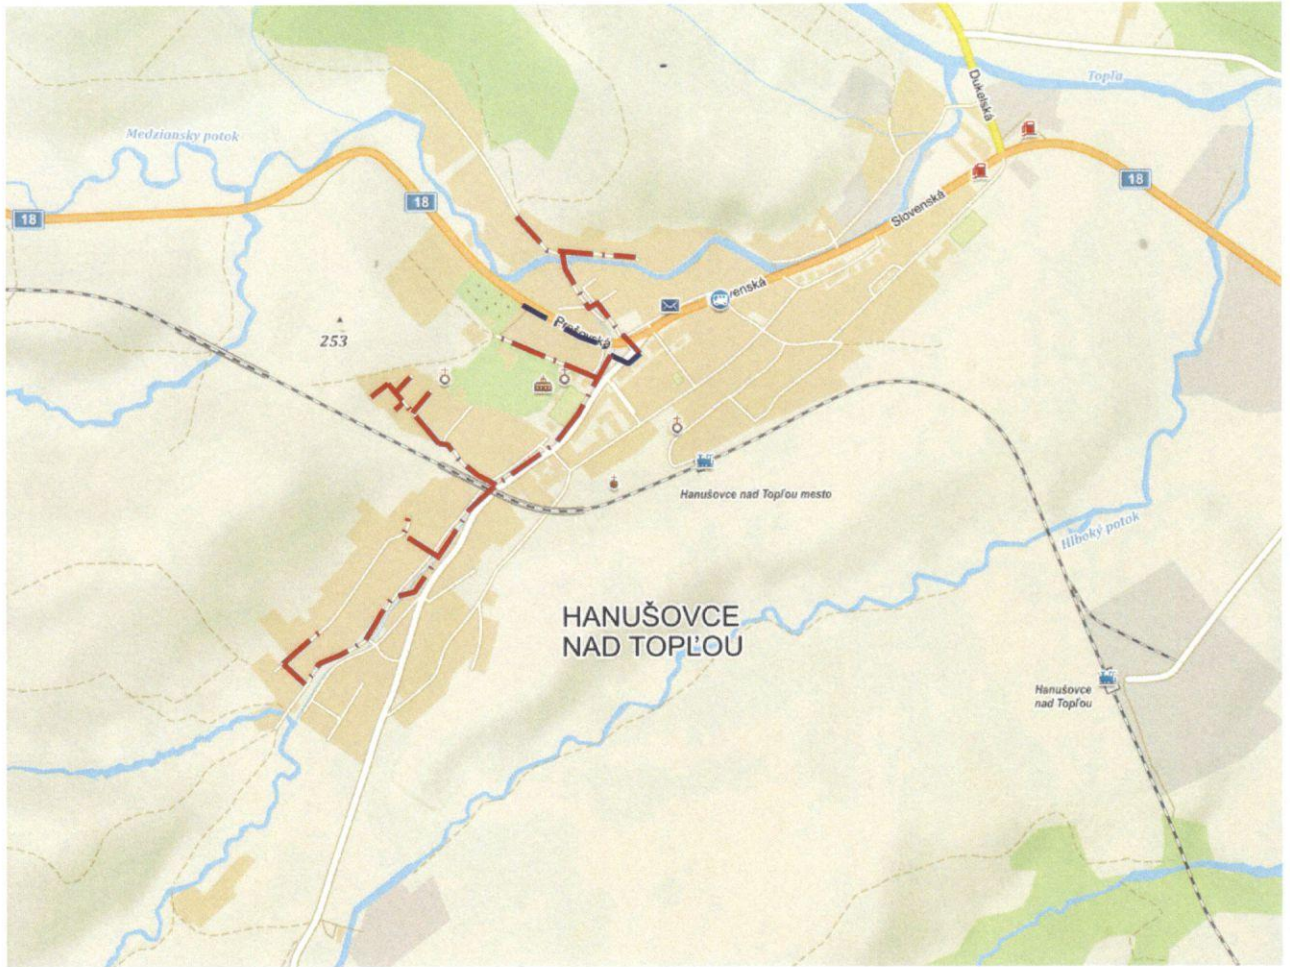 Topľa
Dukelská
Medziansky potok
18
18
18
Slovenská
Prešovská
venská
253
Hanušovce nad Topľou mesto
Hlboký potok
HANUŠOVCE
NAD TOPĽOU
Hanušovce
nad Topľou